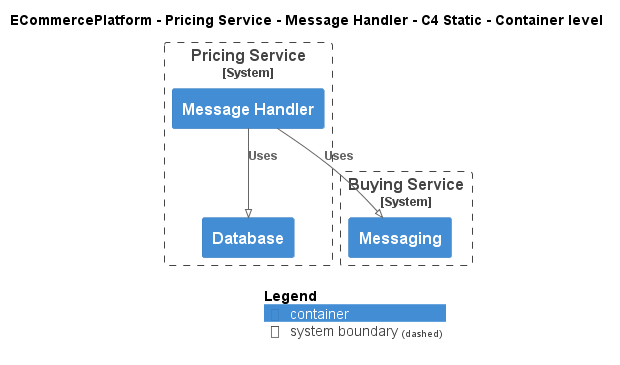 ECommercePlatform - Pricing Service - Message Handler - C4 Static - Container level
Pricing Service
[System]
Message Handler
Uses
Uses
Buying Service
[System]
Database
Messaging
Legend
container
system boundary (dashed)